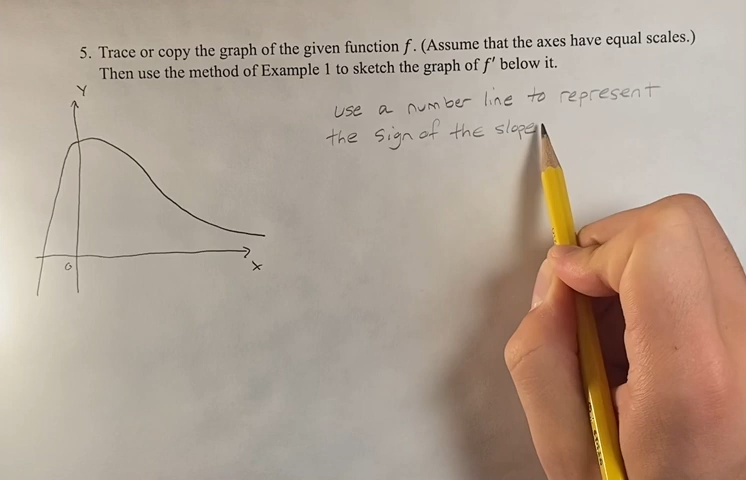 5. Trace or copy the graph of the given function f. (Assume that the axes have equal scales.)
Then use the method of Example 1 to sketch the graph of f′ below it.
Use a number line to represent
the sign of the slope
Y
0
X